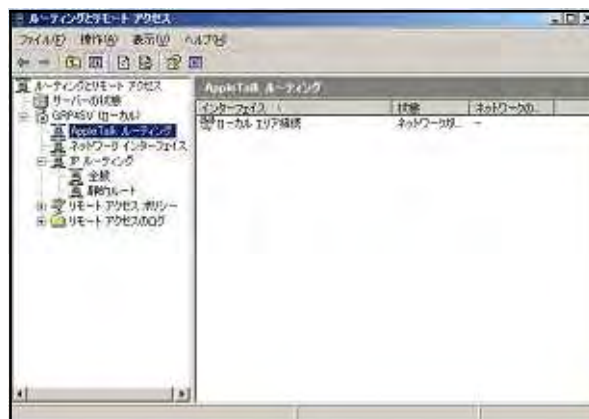 ルーティングとリモート アクセス
ファイル(F) 操作(A) 表示(V) ヘルプ(H)
ルーティングとリモート アクセス
サーバーの状態
GRP4SV (ローカル)
AppleTalk ルーティング
ネットワーク インターフェイス
IP ルーティング
全般
静的ルート
リモート アクセス ポリシー
リモート アクセスのログ
AppleTalk ルーティング
インターフェイス 状態 ネットワークの...
ローカル エリア接続 ネットワークが... -